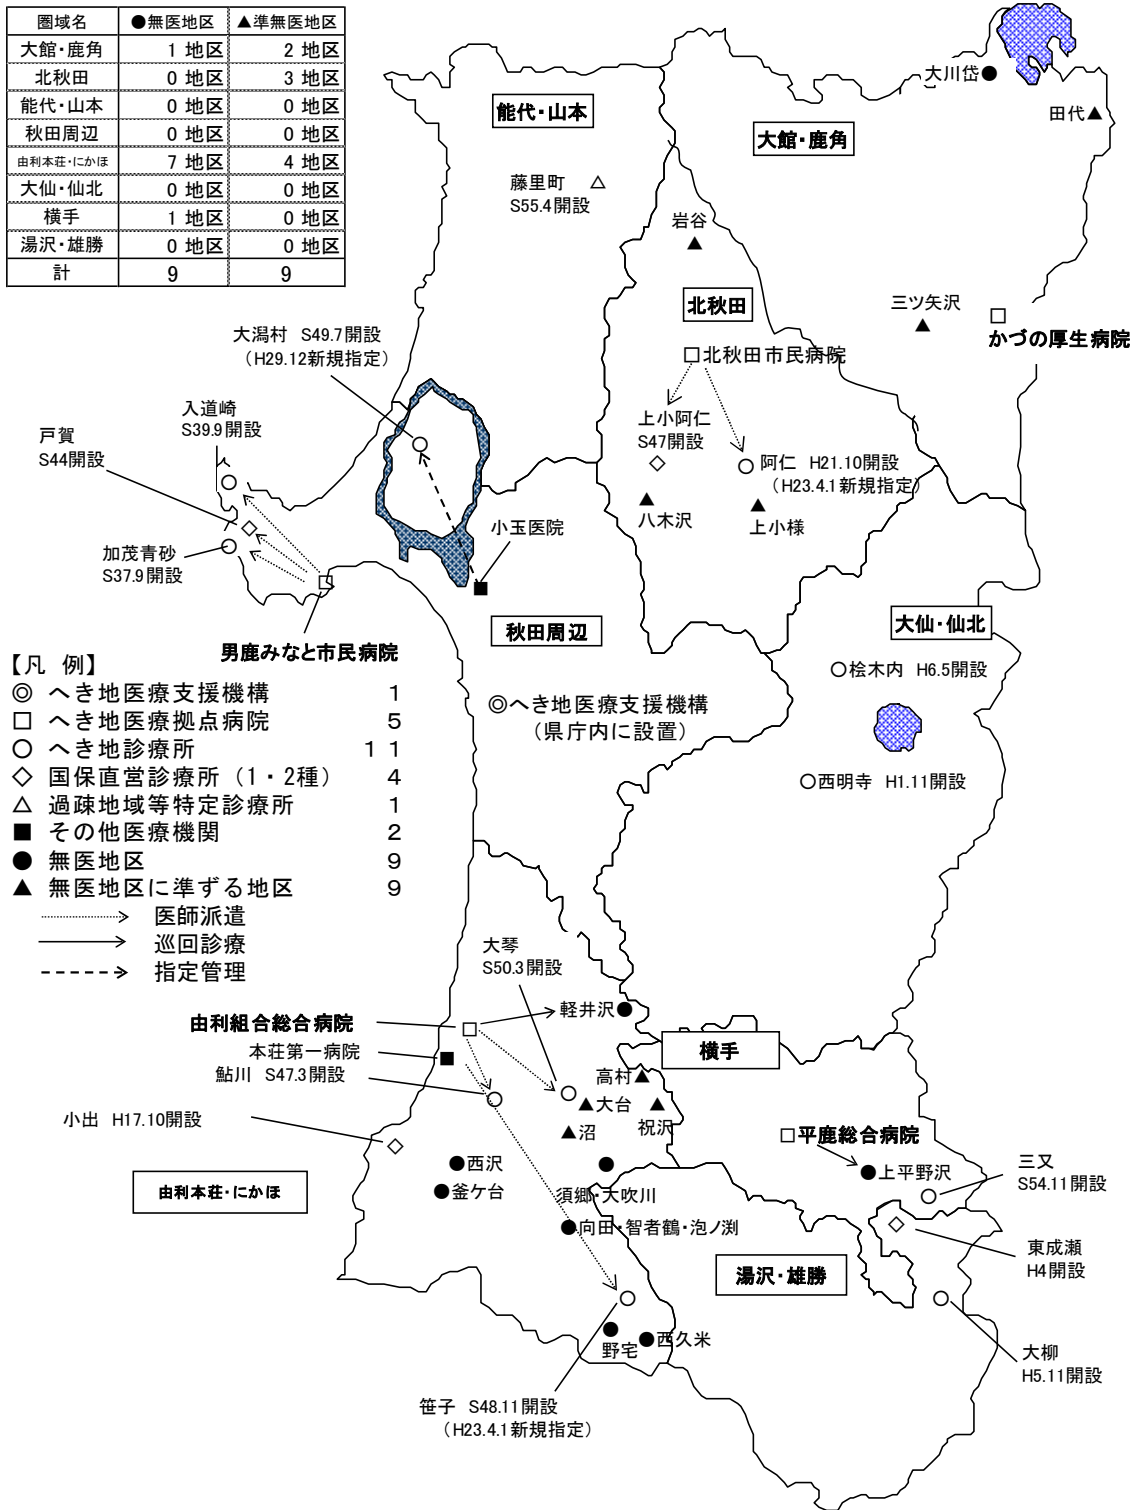 圏域名 ●無医地区 ▲準無医地区
大館・鹿角 1 地区 2 地区
北秋田 0 地区 3 地区
能代・山本 0 地区 0 地区
秋田周辺 0 地区 0 地区
由利本荘・にかほ 7 地区 4 地区
大仙・仙北 0 地区 0 地区
横手 1 地区 0 地区
湯沢・雄勝 0 地区 0 地区
計 9 9
大川岱●
田代▲
能代・山本
大館・鹿角
藤里町 △
S55.4開設
岩谷
▲
北秋田
三ツ矢沢
▲
□
かづの厚生病院
大潟村 S49.7開設
(H29.12新規指定)
□北秋田市民病院
入道崎
S39.9開設
戸賀
S44開設
上小阿仁
S47開設
◇
○阿仁 H21.10開設
(H23.4.1新規指定)
▲
八木沢
▲
上小様
小玉医院
加茂青砂
S37.9開設
秋田周辺
大仙・仙北
男鹿みなと市民病院
○桧木内 H6.5開設
◎へき地医療支援機構
(県庁内に設置)
○西明寺 H1.11開設
【凡 例】
◎ へき地医療支援機構 1
□ へき地医療拠点病院 5
○ へき地診療所 11
◇ 国保直営診療所(1・2種) 4
△ 過疎地域等特定診療所 1
■ その他医療機関 2
● 無医地区 9
▲ 無医地区に準ずる地区 9
医師派遣
巡回診療
指定管理
大琴
S50.3開設
軽井沢●
由利組合総合病院
本荘第一病院
鮎川 S47.3開設
横手
高村▲
▲大台
▲
祝沢
▲沼
小出 H17.10開設
□平鹿総合病院
●上平野沢
三又
S54.11開設
●西沢
●釜ケ台
由利本荘・にかほ
●
須郷・大吹川
●向田・智者鶴・泡ノ渕
東成瀬
H4開設
湯沢・雄勝
●
野宅
●西久米
大柳
H5.11開設
笹子 S48.11開設
(H23.4.1新規指定)